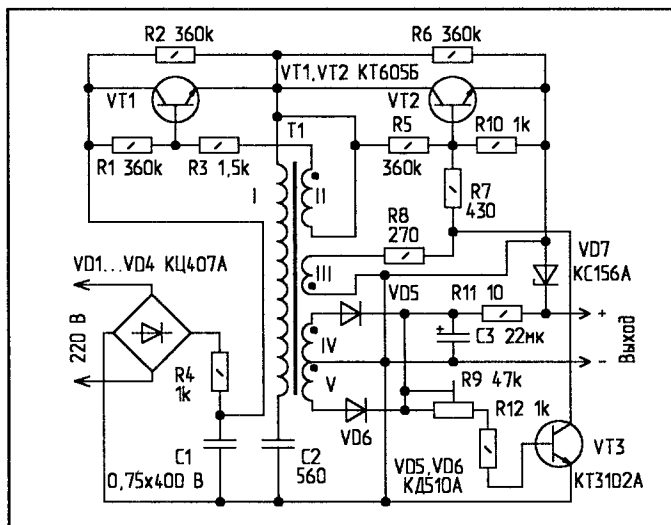 R2 360k
R6 360k
VT1,VT2 КТ605Б
VT1
VT2
T1
R5
360k
R10 1k
R1 360k
R3 1,5k
I
II
R7
430
R8
270
III
VD7
КС156А
VD1...VD4 КЦ407А
VD5
R11 10
+
+
C3 22мк
-
Выход
220 В
IV
V
R4
1k
R9 47k
R12 1k
VD6
C1
0,75x400 В
C2
560
VD5,VD6
КД510А
VT3
КТ3102А